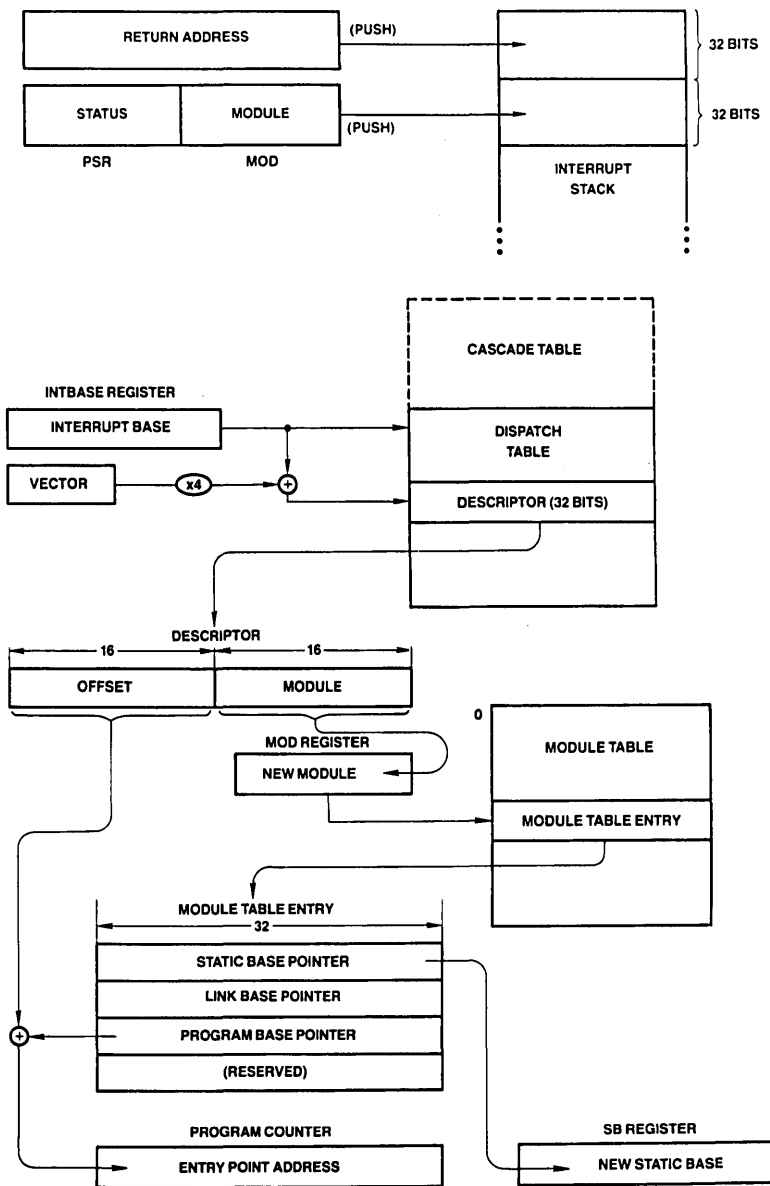 RETURN ADDRESS
(PUSH)
32 BITS
STATUS
MODULE
(PUSH)
32 BITS
PSR
MOD
INTERRUPT
STACK
CASCADE TABLE
INTBASE REGISTER
INTERRUPT BASE
DISPATCH
TABLE
VECTOR
x4
+
DESCRIPTOR (32 BITS)
DESCRIPTOR
16
16
OFFSET
MODULE
0
MOD REGISTER
NEW MODULE
MODULE TABLE
MODULE TABLE ENTRY
MODULE TABLE ENTRY
32
STATIC BASE POINTER
LINK BASE POINTER
+
PROGRAM BASE POINTER
(RESERVED)
PROGRAM COUNTER
SB REGISTER
ENTRY POINT ADDRESS
NEW STATIC BASE